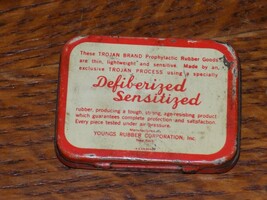 These TROJAN BRAND Prophylactic Rubber Goods
are thin, lightweight and sensitive. Made by an
exclusive TROJAN PROCESS using a specially
Defiberized
Sensitized
rubber, producing a tough, strong, age-resisting product
which guarantees complete protection and satisfaction.
Every piece tested under air-pressure.
YOUNGS RUBBER CORPORATION, Inc.